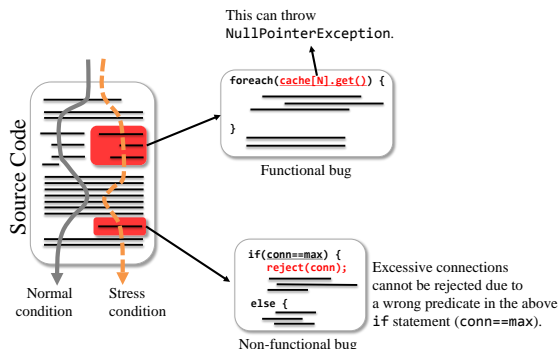 This can throw
NullPointerException.
foreach(cache[N].get()) {
}
Functional bug
Source Code
if(conn==max) {
reject(conn);
else {
Non-functional bug
Excessive connections
cannot be rejected due to
a wrong predicate in the above
if statement (conn==max).
Normal
condition
Stress
condition